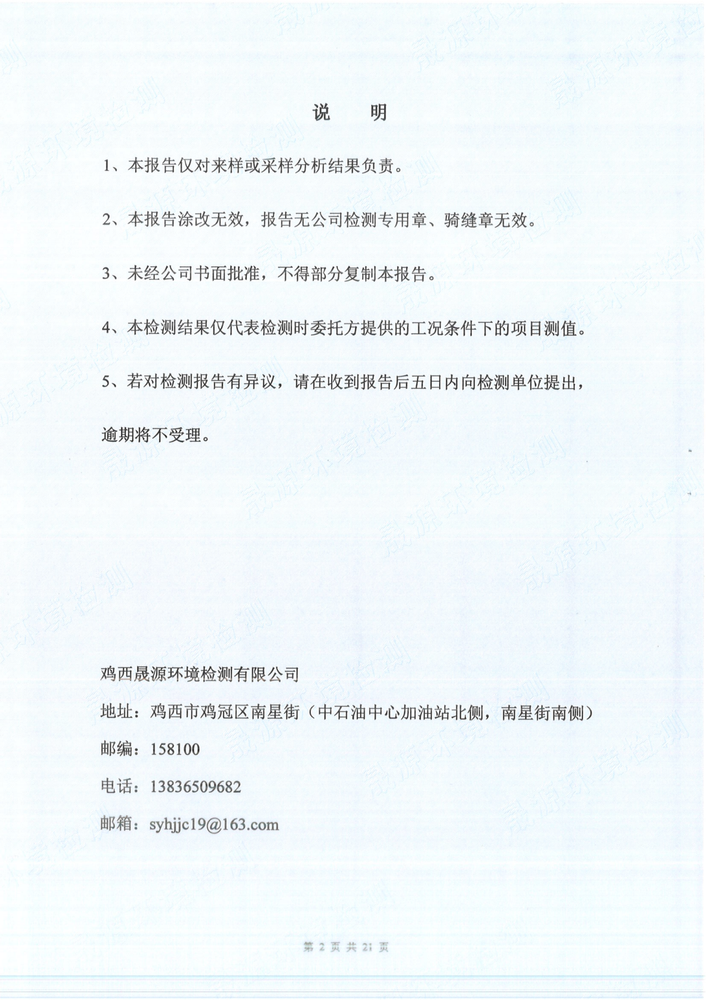 说 明
1、本报告仅对来样或采样分析结果负责。
2、本报告涂改无效，报告无公司检测专用章、骑缝章无效。
3、未经公司书面批准，不得部分复制本报告。
4、本检测结果仅代表检测时委托方提供的工况条件下的项目测值。
5、若对检测报告有异议，请在收到报告后五日内向检测单位提出，
逾期将不受理。
鸡西晟源环境检测有限公司
地址：鸡西市鸡冠区南星街（中石油中心加油站北侧，南星街南侧）
邮编：158100
电话：13836509682
邮箱：syhjjc19@163.com
第 2 页 共 21 页